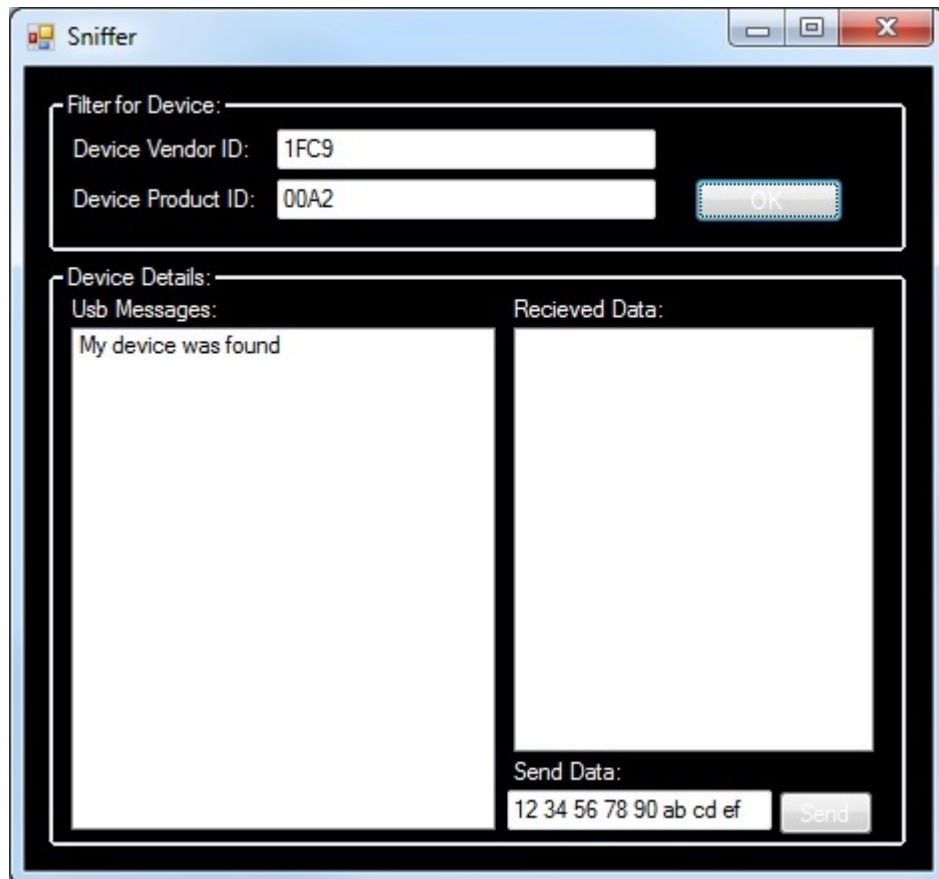 Sniffer
Filter for Device:
Device Vendor ID: 1FC9
Device Product ID: 00A2
OK
Device Details:
Usb Messages:
My device was found
Recieved Data:
Send Data:
12 34 56 78 90 ab cd ef
Send